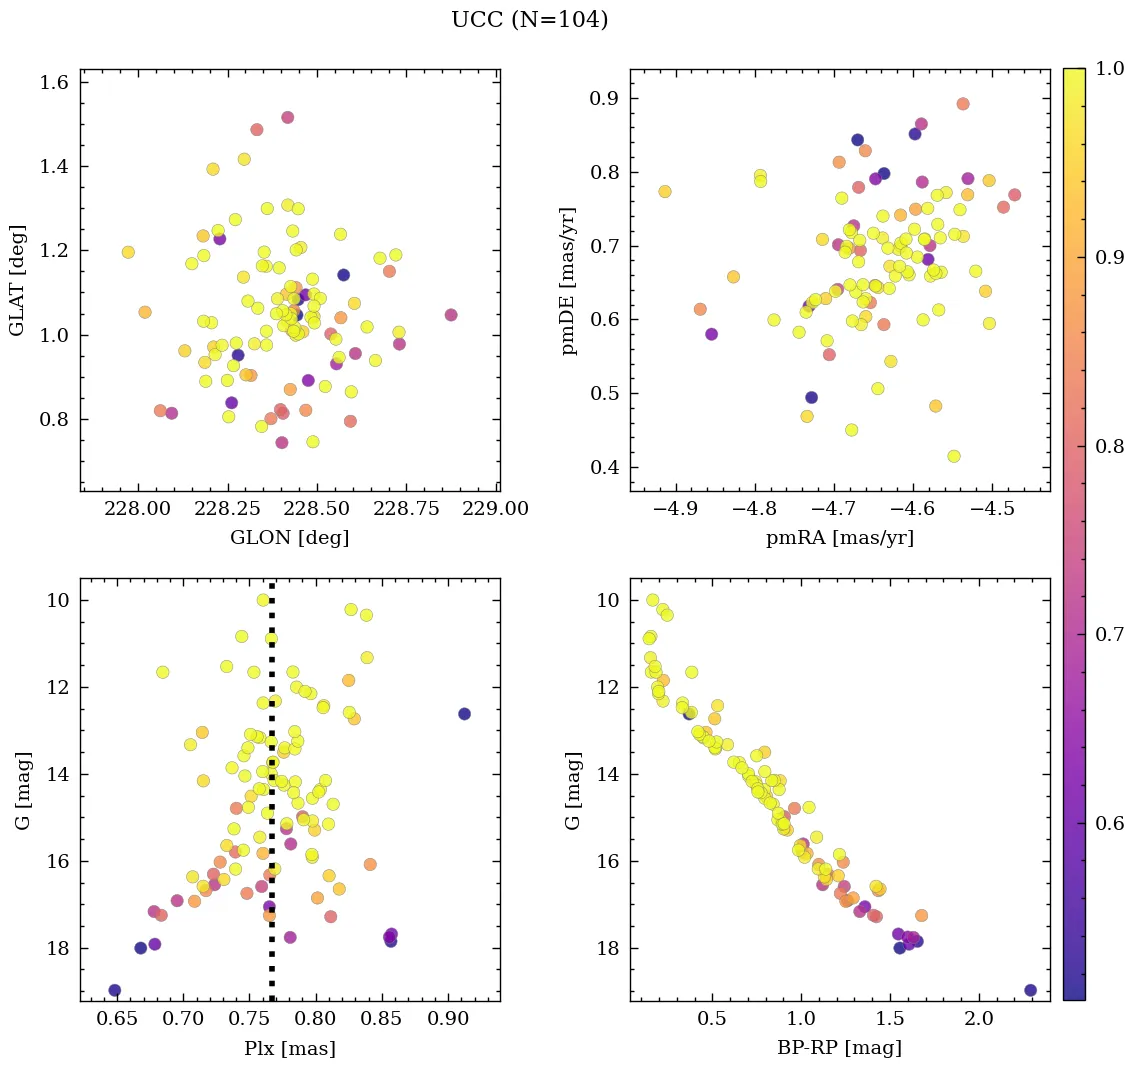 UCC (N=104)
1.6
1.4
1.2
1.0
0.8
GLAT [deg]
228.00 228.25 228.50 228.75 229.00
GLON [deg]
0.9
0.8
0.7
0.6
0.5
0.4
pmDE [mas/yr]
−4.9 −4.8 −4.7 −4.6 −4.5
pmRA [mas/yr]
10
12
14
16
18
G [mag]
0.65 0.70 0.75 0.80 0.85 0.90
Plx [mas]
10
12
14
16
18
G [mag]
0.5 1.0 1.5 2.0
BP-RP [mag]
1.0
0.9
0.8
0.7
0.6